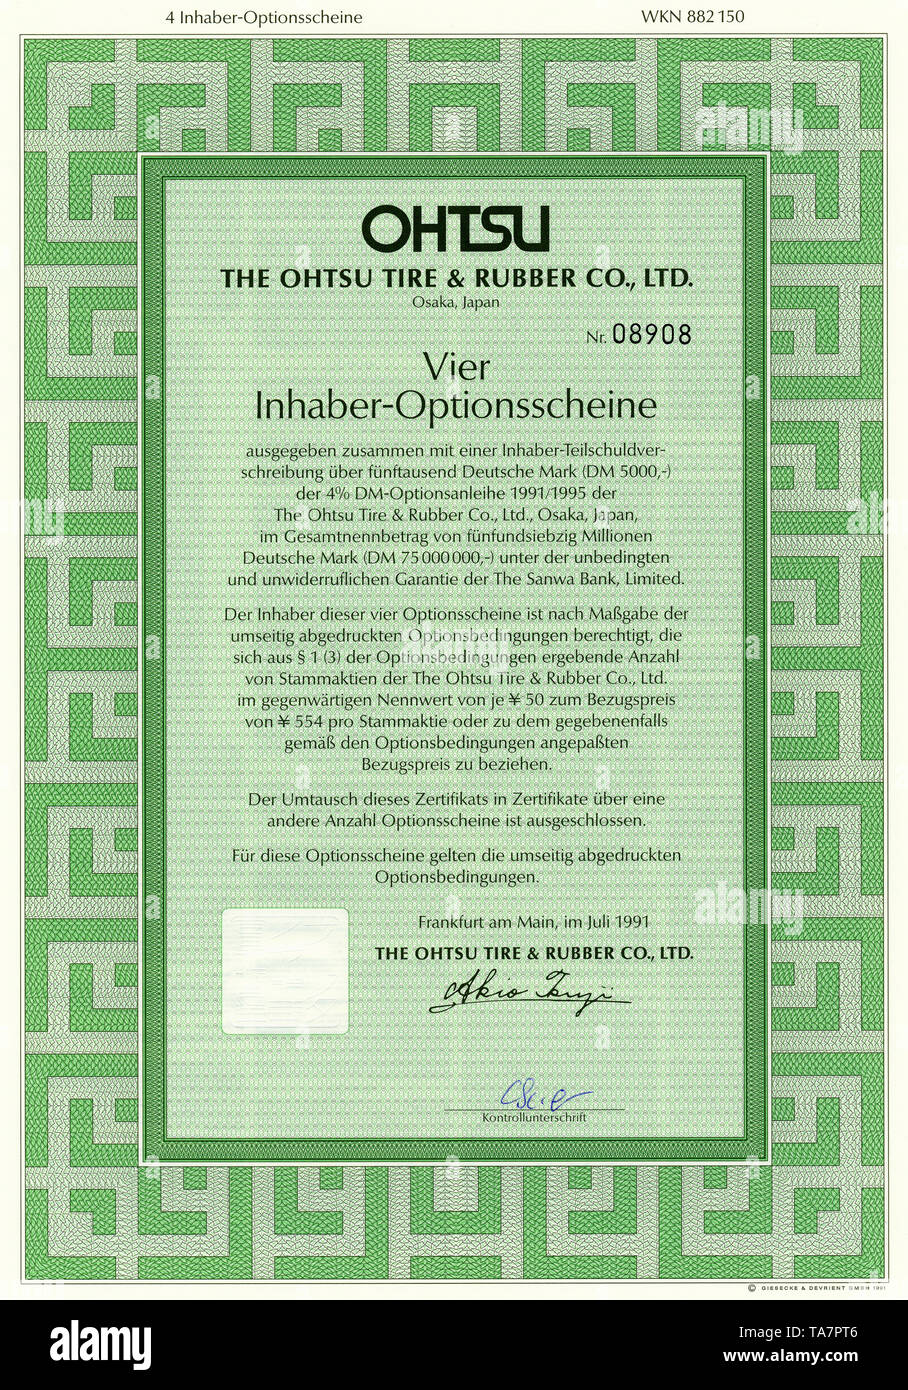 4 Inhaber-Optionsscheine WKN 882 150
OHTSU
THE OHTSU TIRE & RUBBER CO., LTD.
Osaka, Japan
Nr. 08908
Vier
Inhaber-Optionsscheine
ausgegeben zusammen mit einer Inhaber-Teilschuldver-
schreibung über fünftausend Deutsche Mark (DM 5000,-)
der 4% DM-Optionsanleihe 1991/1995 der
The Ohtsu Tire & Rubber Co., Ltd., Osaka, Japan,
im Gesamtnennbetrag von fünfundsiebzig Millionen
Deutsche Mark (DM 75 000 000,-) unter der unbedingten
und unwiderruflichen Garantie der The Sanwa Bank, Limited.
Der Inhaber dieser vier Optionsscheine ist nach Maßgabe der
umseitig abgedruckten Optionsbedingungen berechtigt, die
sich aus § 1 (3) der Optionsbedingungen ergebende Anzahl
von Stammaktien der The Ohtsu Tire & Rubber Co., Ltd.
im gegenwärtigen Nennwert von je ¥ 50 zum Bezugspreis
von ¥ 554 pro Stammaktie oder zu dem gegebenenfalls
gemäß den Optionsbedingungen angepaßten
Bezugspreis zu beziehen.
Der Umtausch dieses Zertifikats in Zertifikate über eine
andere Anzahl Optionsscheine ist ausgeschlossen.
Für diese Optionsscheine gelten die umseitig abgedruckten
Optionsbedingungen.
Frankfurt am Main, im Juli 1991
THE OHTSU TIRE & RUBBER CO., LTD.
Akio Tsuji
Kontrollunterschrift
© GIESECKE & DEVRIENT GMBH 1991
alamy
Image ID: TA7PT6
www.alamy.com